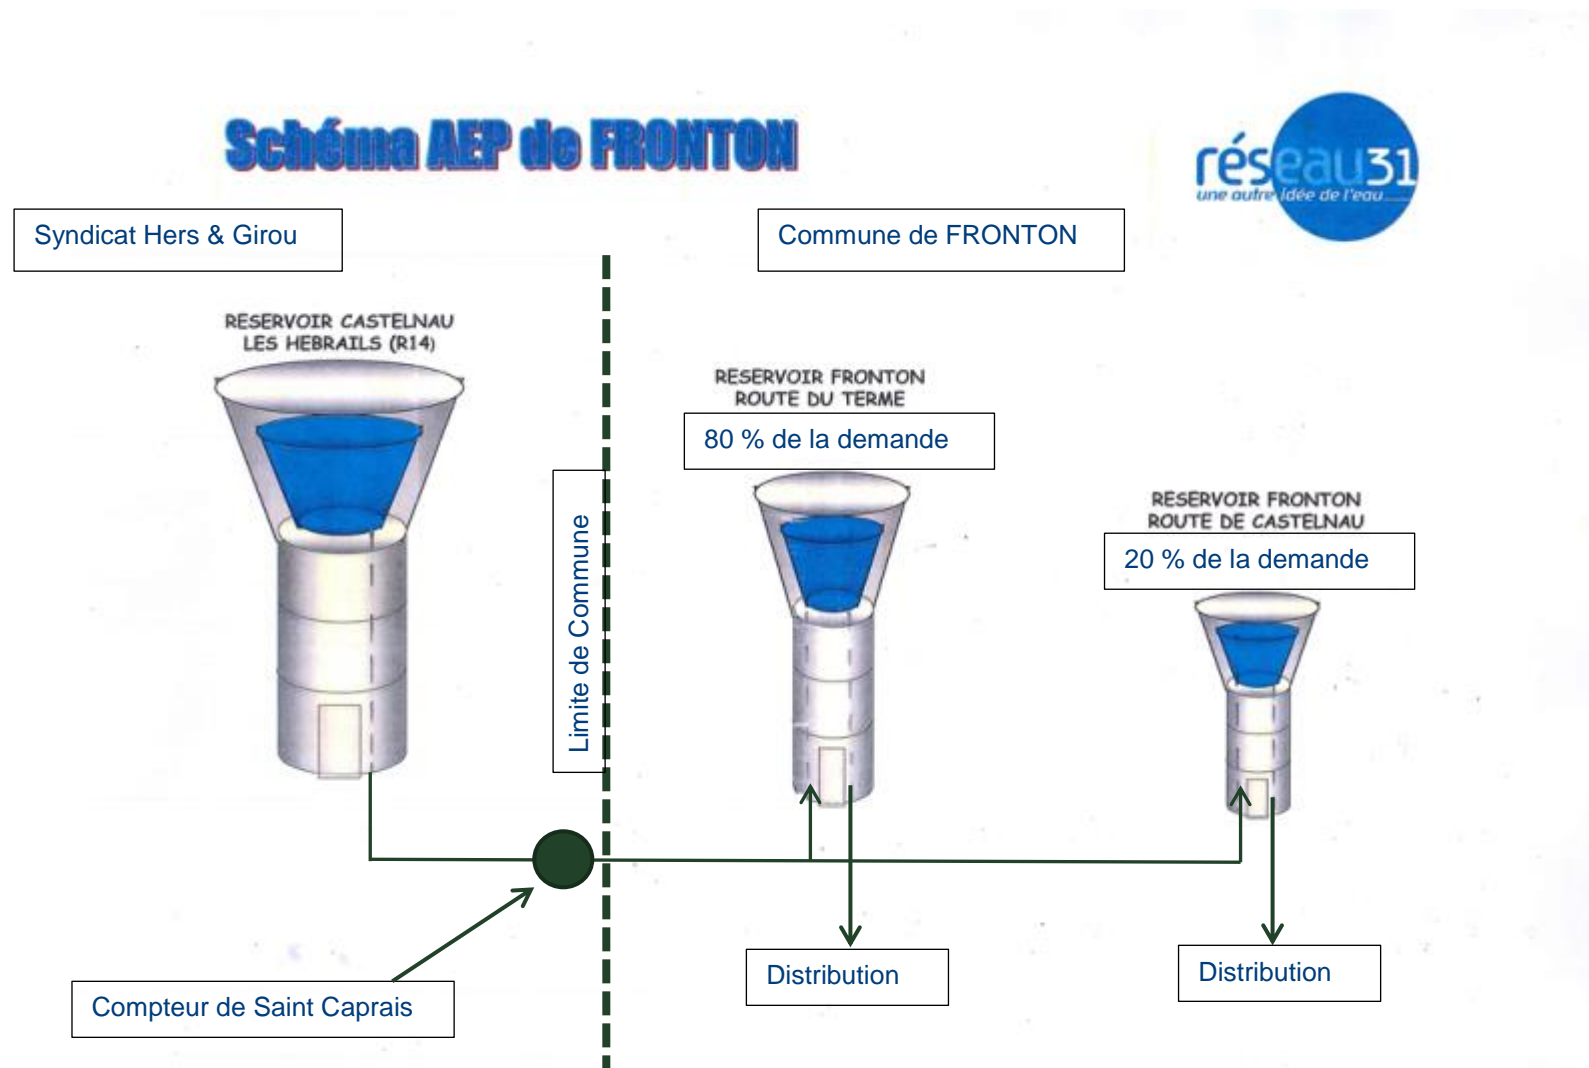 Schéma AEP de FRONTON
réseau31
une autre idée de l'eau
Syndicat Hers & Girou
Commune de FRONTON
RESERVOIR CASTELNAU
LES HEBRAILS (R14)
RESERVOIR FRONTON
ROUTE DU TERME
80 % de la demande
RESERVOIR FRONTON
ROUTE DE CASTELNAU
20 % de la demande
Limite de Commune
Compteur de Saint Caprais
Distribution
Distribution